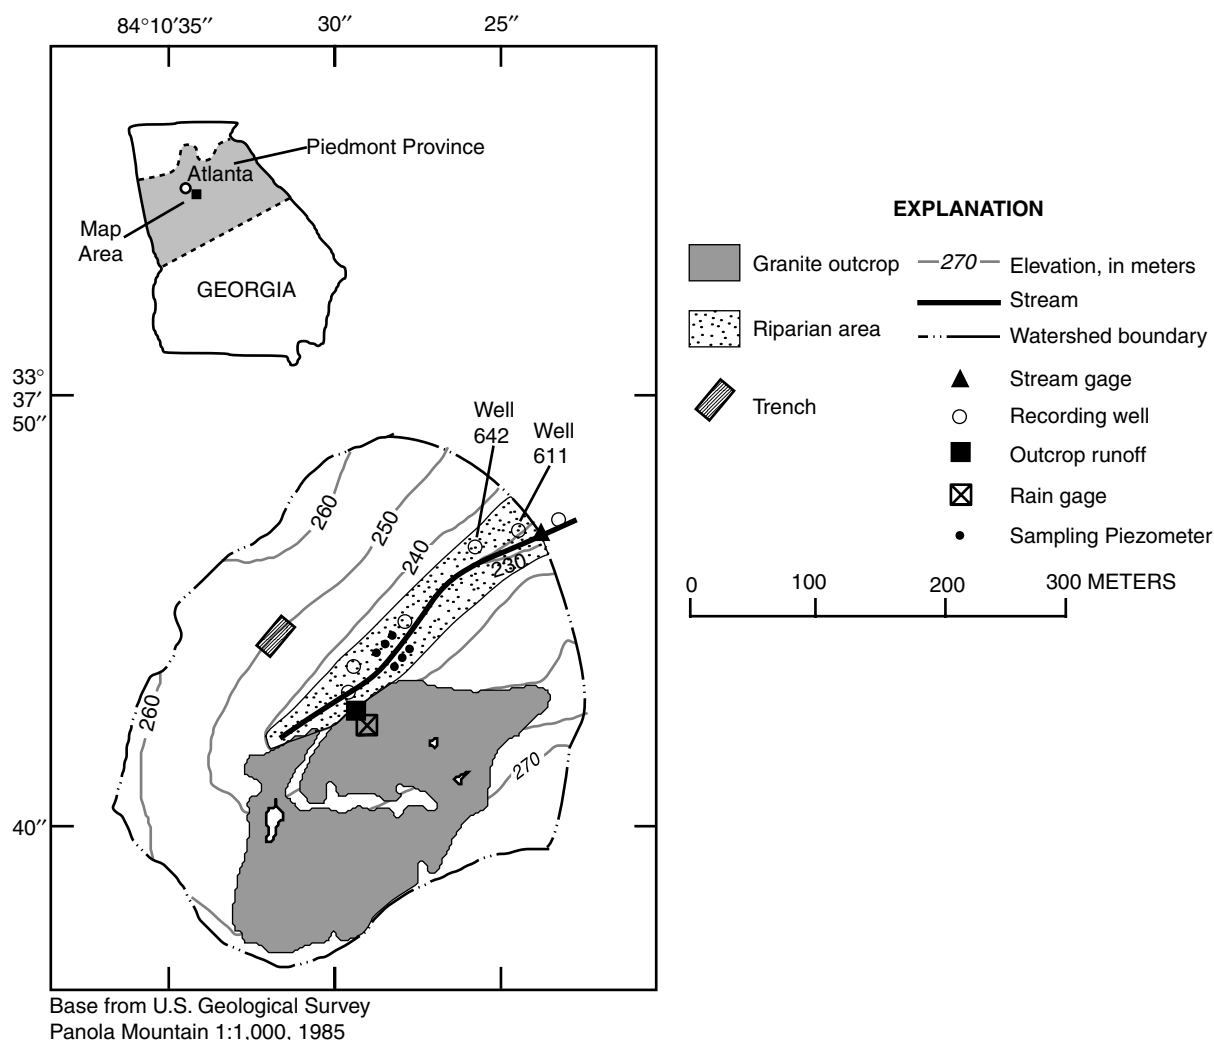 84°10′35″
30″
25″
Piedmont Province
Atlanta
Map
Area
GEORGIA
33°
37′
50″
40″
Well
642
Well
611
260
250
240
230
260
270
EXPLANATION
Granite outcrop
Riparian area
Trench
270
Elevation, in meters
Stream
Watershed boundary
Stream gage
Recording well
Outcrop runoff
Rain gage
Sampling Piezometer
0 100 200 300 METERS
Base from U.S. Geological Survey
Panola Mountain 1:1,000, 1985